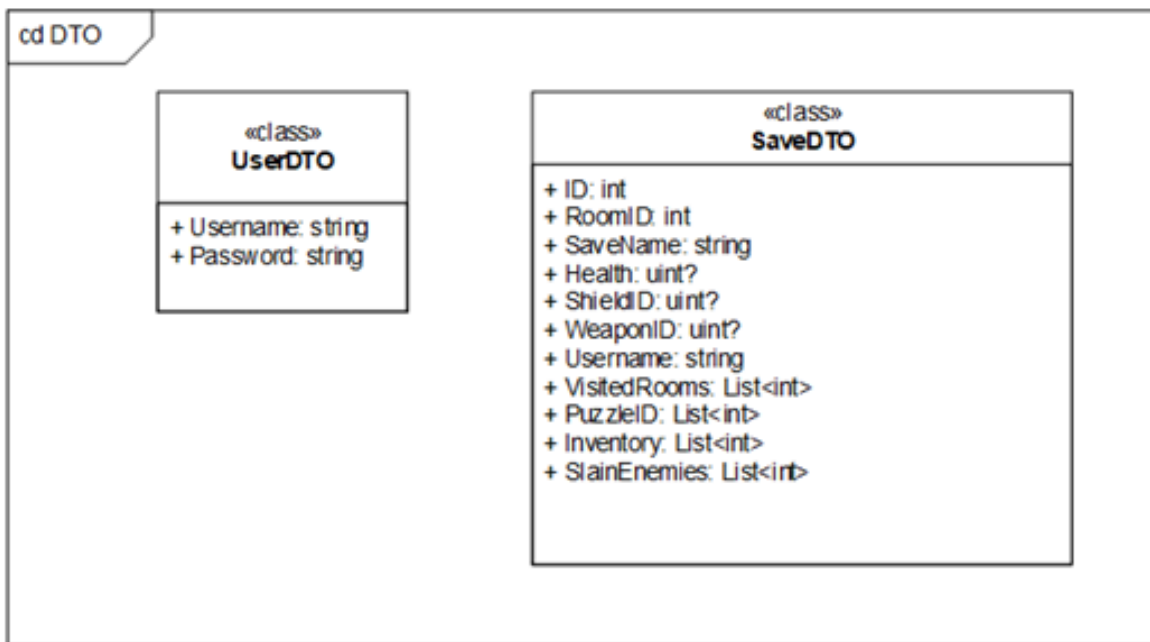 cd DTO
«class»
UserDTO
+ Username: string
+ Password: string
«class»
SaveDTO
+ ID: int
+ RoomID: int
+ SaveName: string
+ Health: uint?
+ ShieldID: uint?
+ WeaponID: uint?
+ Username: string
+ VisitedRooms: List<int>
+ PuzzleID: List<int>
+ Inventory: List<int>
+ SlainEnemies: List<int>